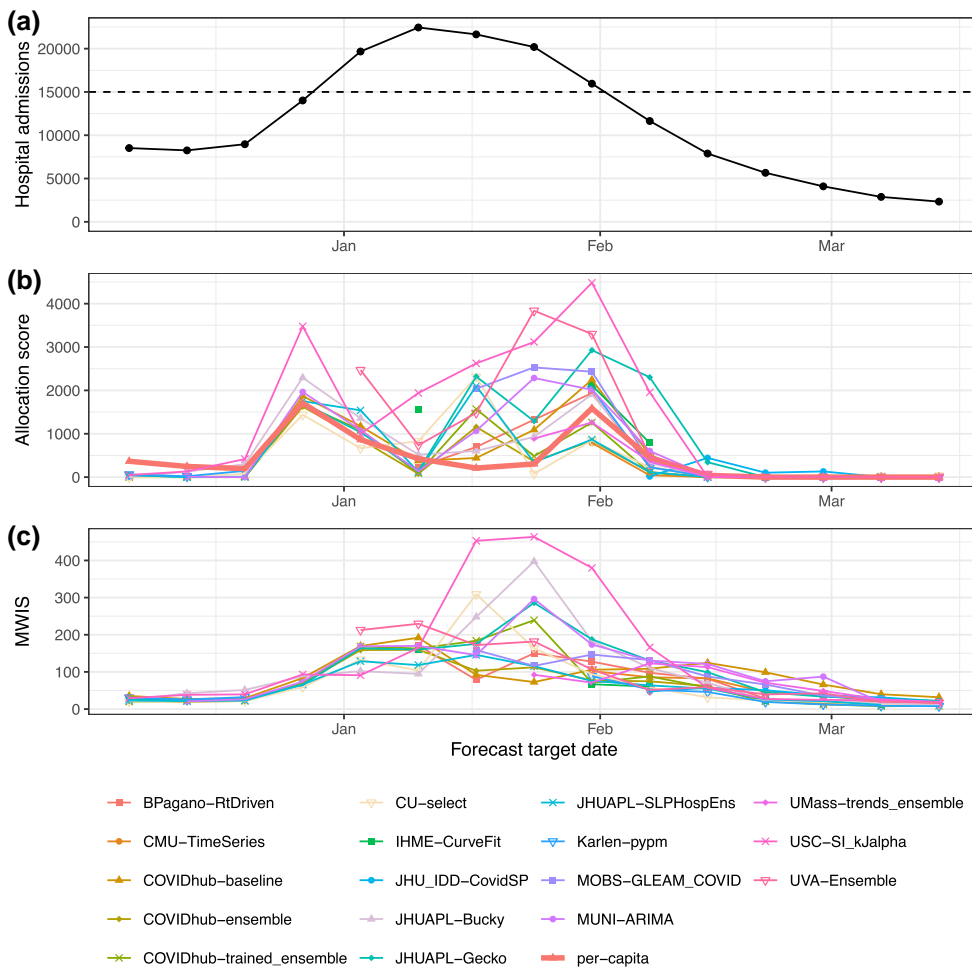 (a)
Hospital admissions
20000
15000
10000
5000
0
Jan Feb Mar
(b)
Allocation score
4000
3000
2000
1000
0
Jan Feb Mar
(c)
MWIS
400
300
200
100
0
Jan Feb Mar
Forecast target date
BPagano-RtDriven CU-select JHUAPL-SLPHospEns UMass-trends_ensemble
CMU-TimeSeries IHME-CurveFit Karlen-pypm USC-SI_kJalpha
COVIDhub-baseline JHU_IDD-CovidSP MOBS-GLEAM_COVID UVA-Ensemble
COVIDhub-ensemble JHUAPL-Bucky MUNI-ARIMA
COVIDhub-trained_ensemble JHUAPL-Gecko per-capita